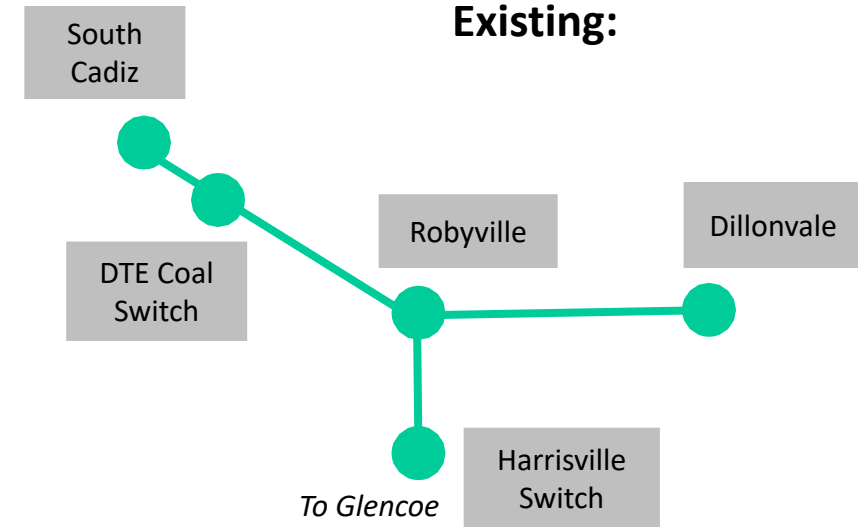 Existing:
South
Cadiz
Robyville
Dillonvale
DTE Coal
Switch
Harrisville
Switch
To Glencoe